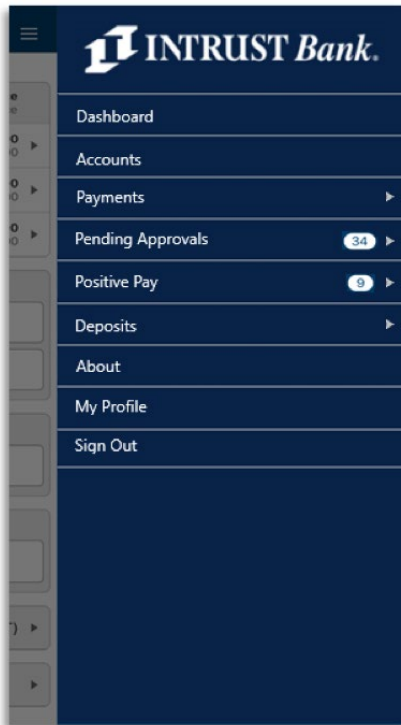 INTRUST Bank.
Dashboard
Accounts
Payments
Pending Approvals 34
Positive Pay 9
Deposits
About
My Profile
Sign Out